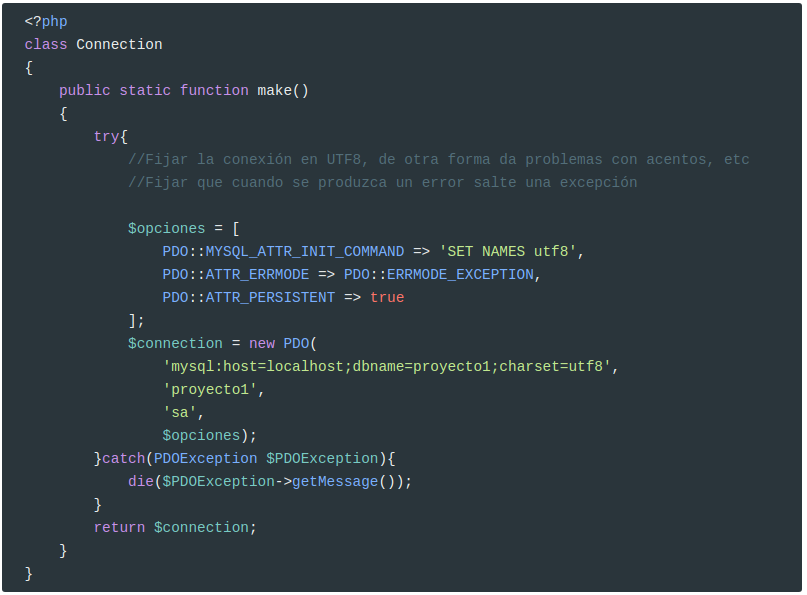 <?php
class Connection
{
    public static function make()
    {
        try{
            //Fijar la conexión en UTF8, de otra forma da problemas con acentos, etc
            //Fijar que cuando se produzca un error salte una excepción

            $opciones = [
                PDO::MYSQL_ATTR_INIT_COMMAND => 'SET NAMES utf8',
                PDO::ATTR_ERRMODE => PDO::ERRMODE_EXCEPTION,
                PDO::ATTR_PERSISTENT => true
            ];
            $connection = new PDO(
                'mysql:host=localhost;dbname=proyecto1;charset=utf8',
                'proyecto1',
                'sa',
                $opciones);
        }catch(PDOException $PDOException){
            die($PDOException->getMessage());
        }
        return $connection;
    }
}